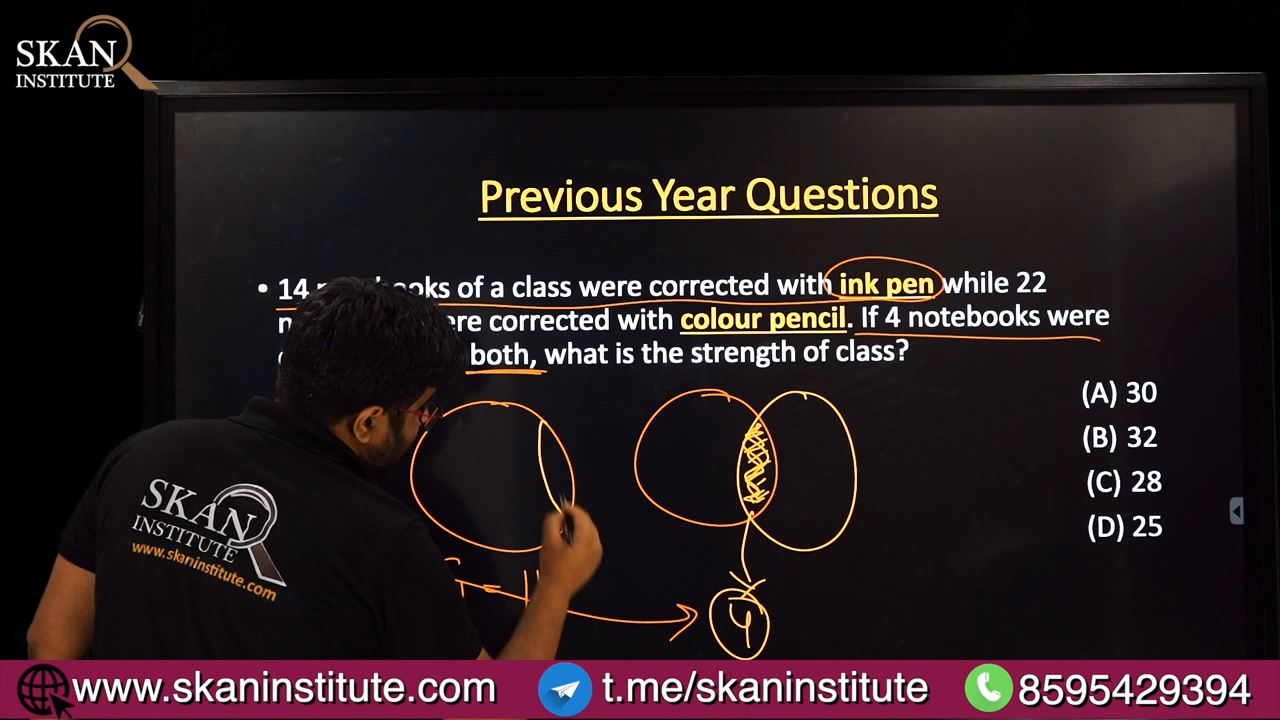 SKAN
INSTITUTE
Previous Year Questions
• 14 of a class were corrected with ink pen while 22
were corrected with colour pencil. If 4 notebooks were
both, what is the strength of class?
(A) 30
(B) 32
(C) 28
(D) 25
4
SKAN
INSTITUTE
www.skaninstitute.com
www.skaninstitute.com
t.me/skaninstitute
8595429394